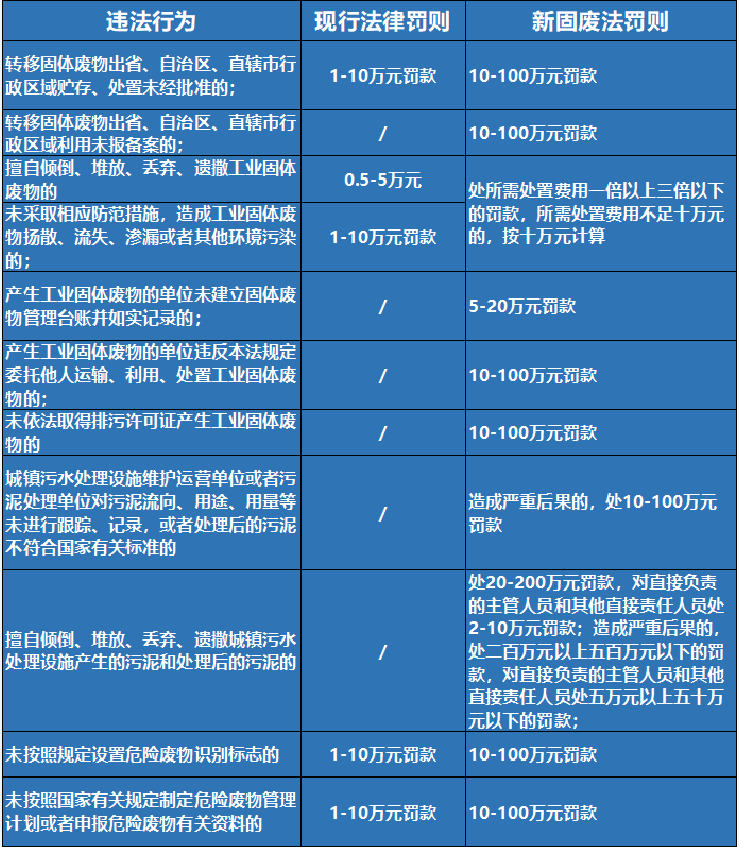 违法行为
现行法律罚则
新固废法罚则
转移固体废物出省、自治区、直辖市行
政区域贮存、处置未经批准的；
1-10万元罚款
10-100万元罚款
转移固体废物出省、自治区、直辖市行
政区域利用未报备案的；
/
10-100万元罚款
擅自倾倒、堆放、丢弃、遗撒工业固体
废物的
0.5-5万元
处所需处置费用一倍以上三倍以下
的罚款，所需处置费用不足十万元
的，按十万元计算
未采取相应防范措施，造成工业固体废
物扬散、流失、渗漏或者其他环境污染
的；
1-10万元罚款
产生工业固体废物的单位未建立固体废
物管理台账并如实记录的；
/
5-20万元罚款
产生工业固体废物的单位违反本法规定
委托他人运输、利用、处置工业固体废
物的；
/
10-100万元罚款
未依法取得排污许可证产生工业固体废
物的
/
10-100万元罚款
城镇污水处理设施维护运营单位或者污
泥处理单位对污泥流向、用途、用量等
未进行跟踪、记录，或者处理后的污泥
不符合国家有关标准的
/
造成严重后果的，处10-100万元
罚款
擅自倾倒、堆放、丢弃、遗撒城镇污水
处理设施产生的污泥和处理后的污泥的
/
处20-200万元罚款，对直接负责
的主管人员和其他直接责任人员处
2-10万元罚款；造成严重后果的，
处二百万元以上五百万元以下的罚
款，对直接负责的主管人员和其他
直接责任人员处五万元以上五十万
元以下的罚款；
未按照规定设置危险废物识别标志的
1-10万元罚款
10-100万元罚款
未按照国家有关规定制定危险废物管理
计划或者申报危险废物有关资料的
1-10万元罚款
10-100万元罚款